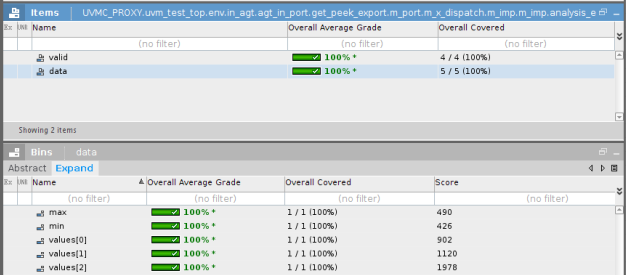 Items UVMC_PROXY.uvm_test_top.env.in_agt.agt_in_port.get_peek_export.m_port.m_x_dispatch.m_imp.m_imp.analysis_e
Ex UNR Name Overall Average Grade Overall Covered
(no filter) (no filter) (no filter)
valid 100% * 4 / 4 (100%)
data 100% * 5 / 5 (100%)
Showing 2 items
Bins data
Abstract Expand
Ex UNR Name Overall Average Grade Overall Covered Score
(no filter) (no filter) (no filter) (no filter)
max 100% * 1 / 1 (100%) 490
min 100% * 1 / 1 (100%) 426
values[0] 100% * 1 / 1 (100%) 902
values[1] 100% * 1 / 1 (100%) 1120
values[2] 100% * 1 / 1 (100%) 1978